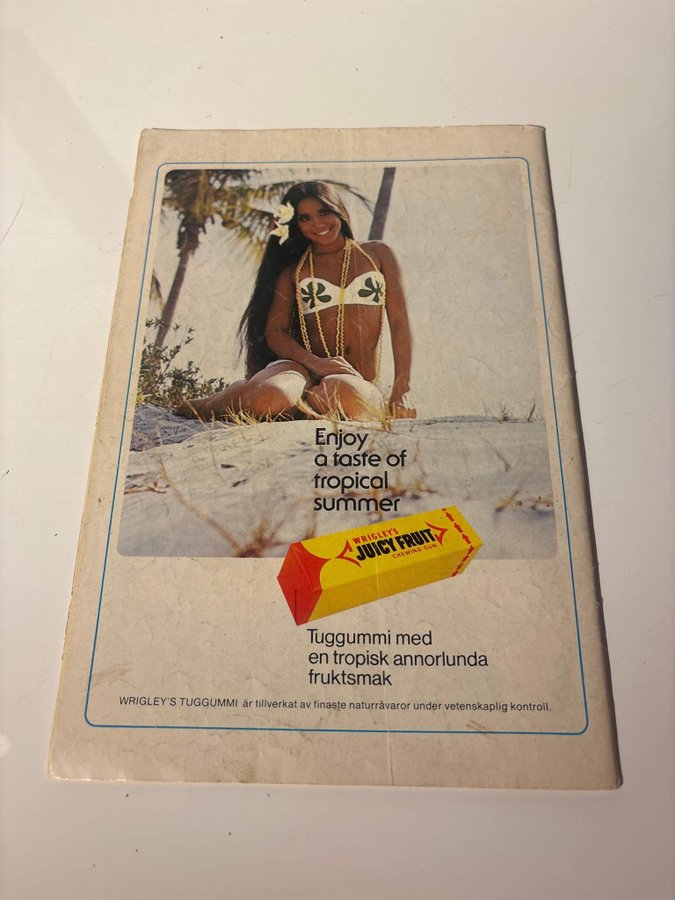 Enjoy
a taste of
tropical
summer
WRIGLEY'S
JUICY FRUIT
CHEWING GUM
Tuggummi med
en tropisk annorlunda
fruktsmak
WRIGLEY'S TUGGUMMI är tillverkat av finaste naturråvaror under vetenskaplig kontroll.